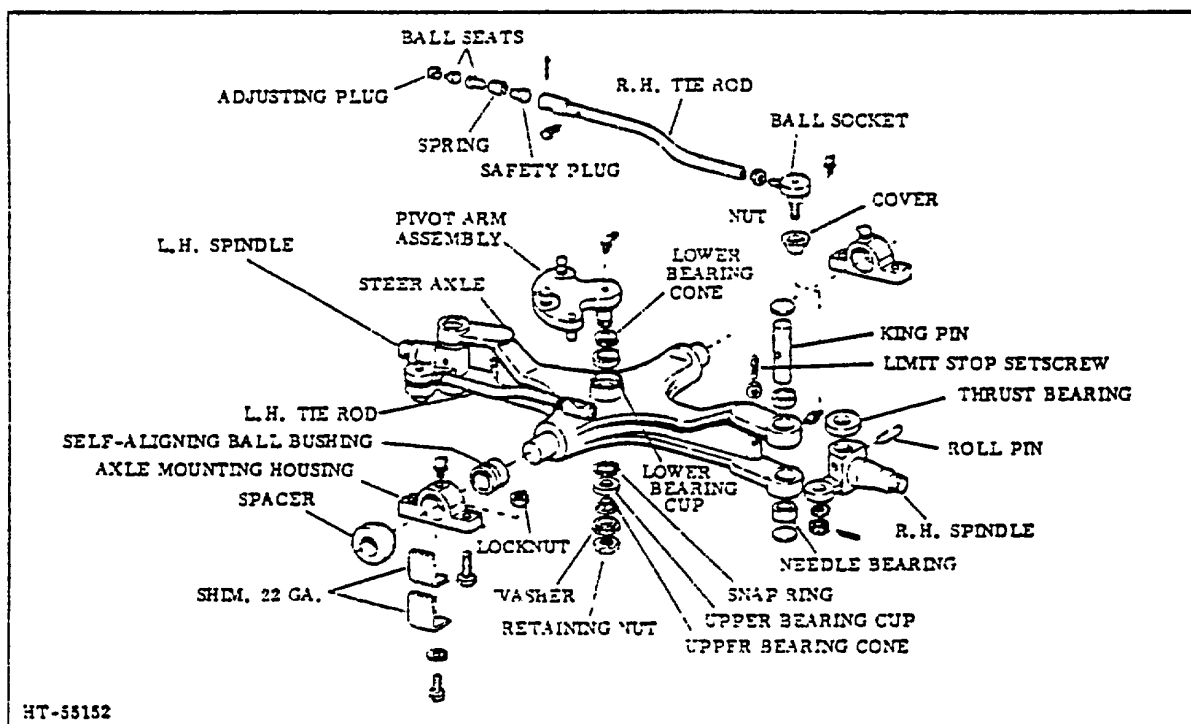 BALL SEATS
ADJUSTING PLUG
R.H. TIE ROD
SPRING
BALL SOCKET
SAFETY PLUG
NUT
COVER
PIVOT ARM
ASSEMBLY
L.H. SPINDLE
LOWER
BEARING
CONE
STEER AXLE
KING PIN
LIMIT STOP SETSCREW
THRUST BEARING
L.H. TIE ROD
SELF-ALIGNING BALL BUSHING
AXLE MOUNTING HOUSING
ROLL PIN
LOWER
BEARING
CUP
SPACER
R.H. SPINDLE
LOCKNUT
NEEDLE BEARING
SHIM, 22 GA.
WASHER
SNAP RING
RETAINING NUT
UPPER BEARING CUP
UPPER BEARING CONE
HT-55152